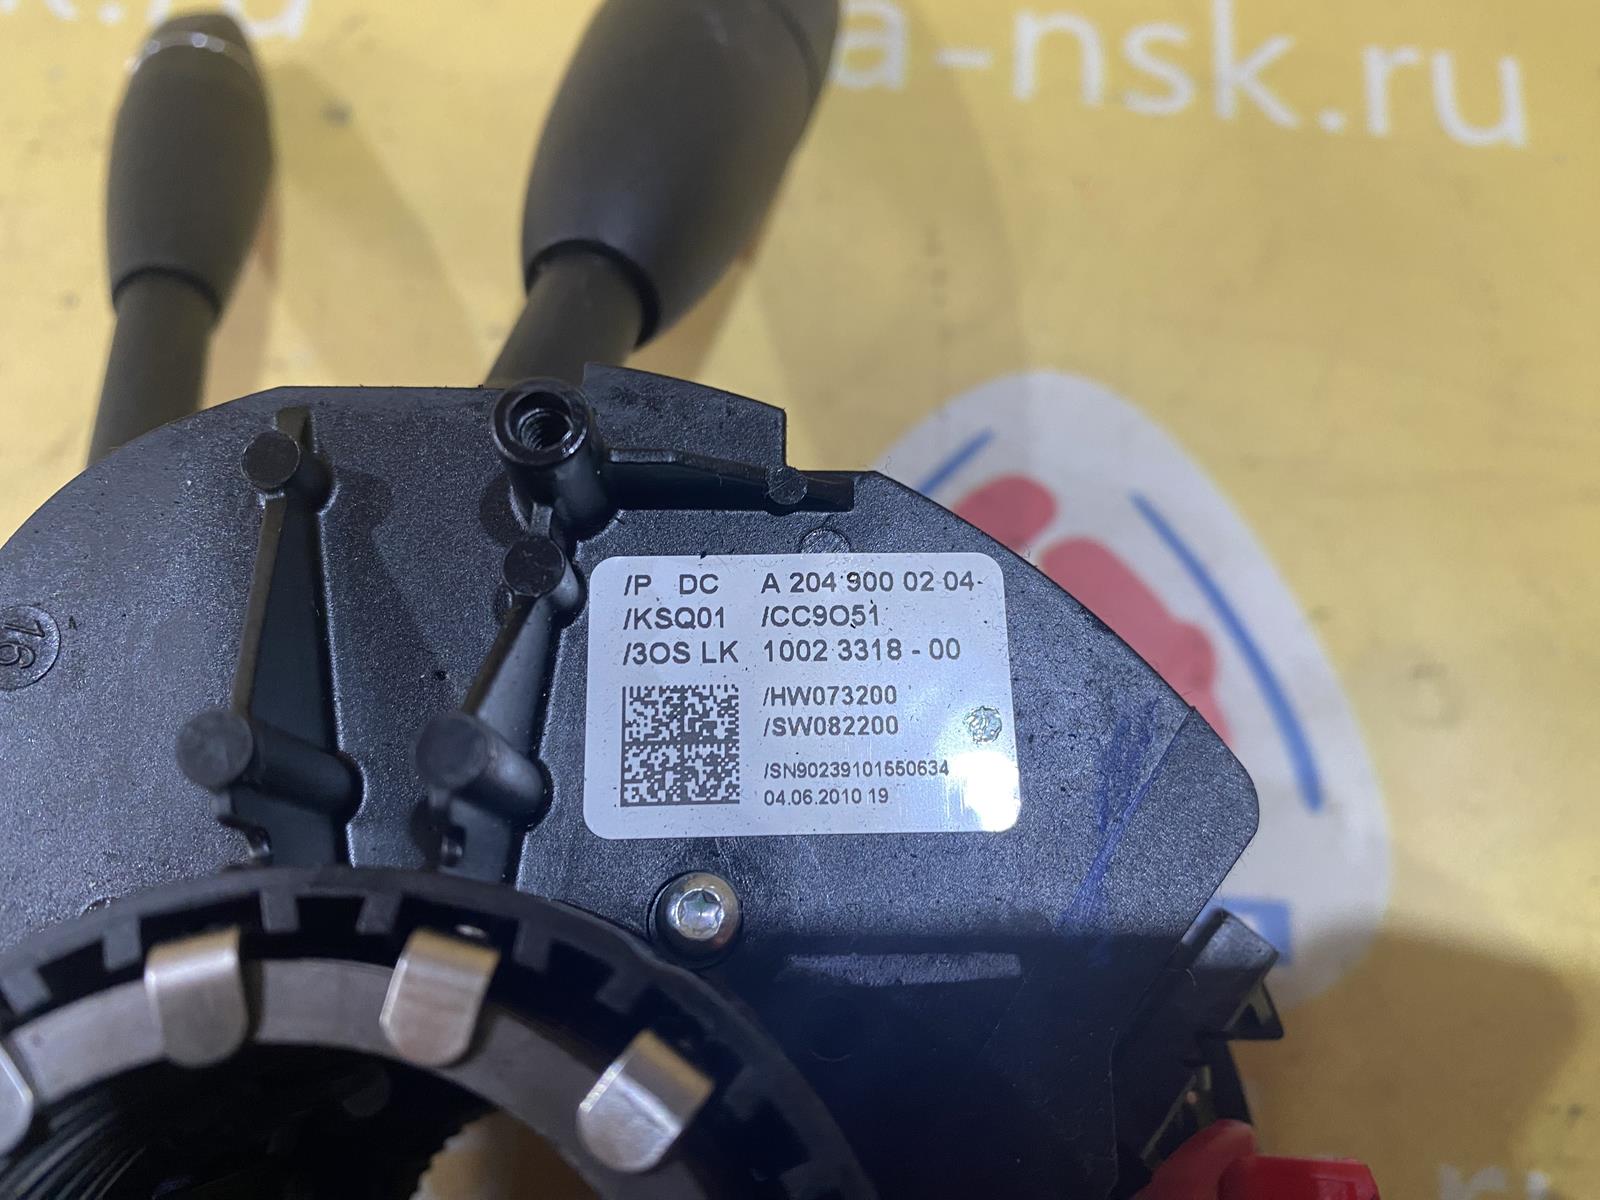 a-nsk.ru
/P DC A 204 900 02 04
/KSQ01 /CC9O51
/3OS LK 1002 3318 - 00
/HW073200
/SW082200
/SN90239101550634
04.06.2010 19
16